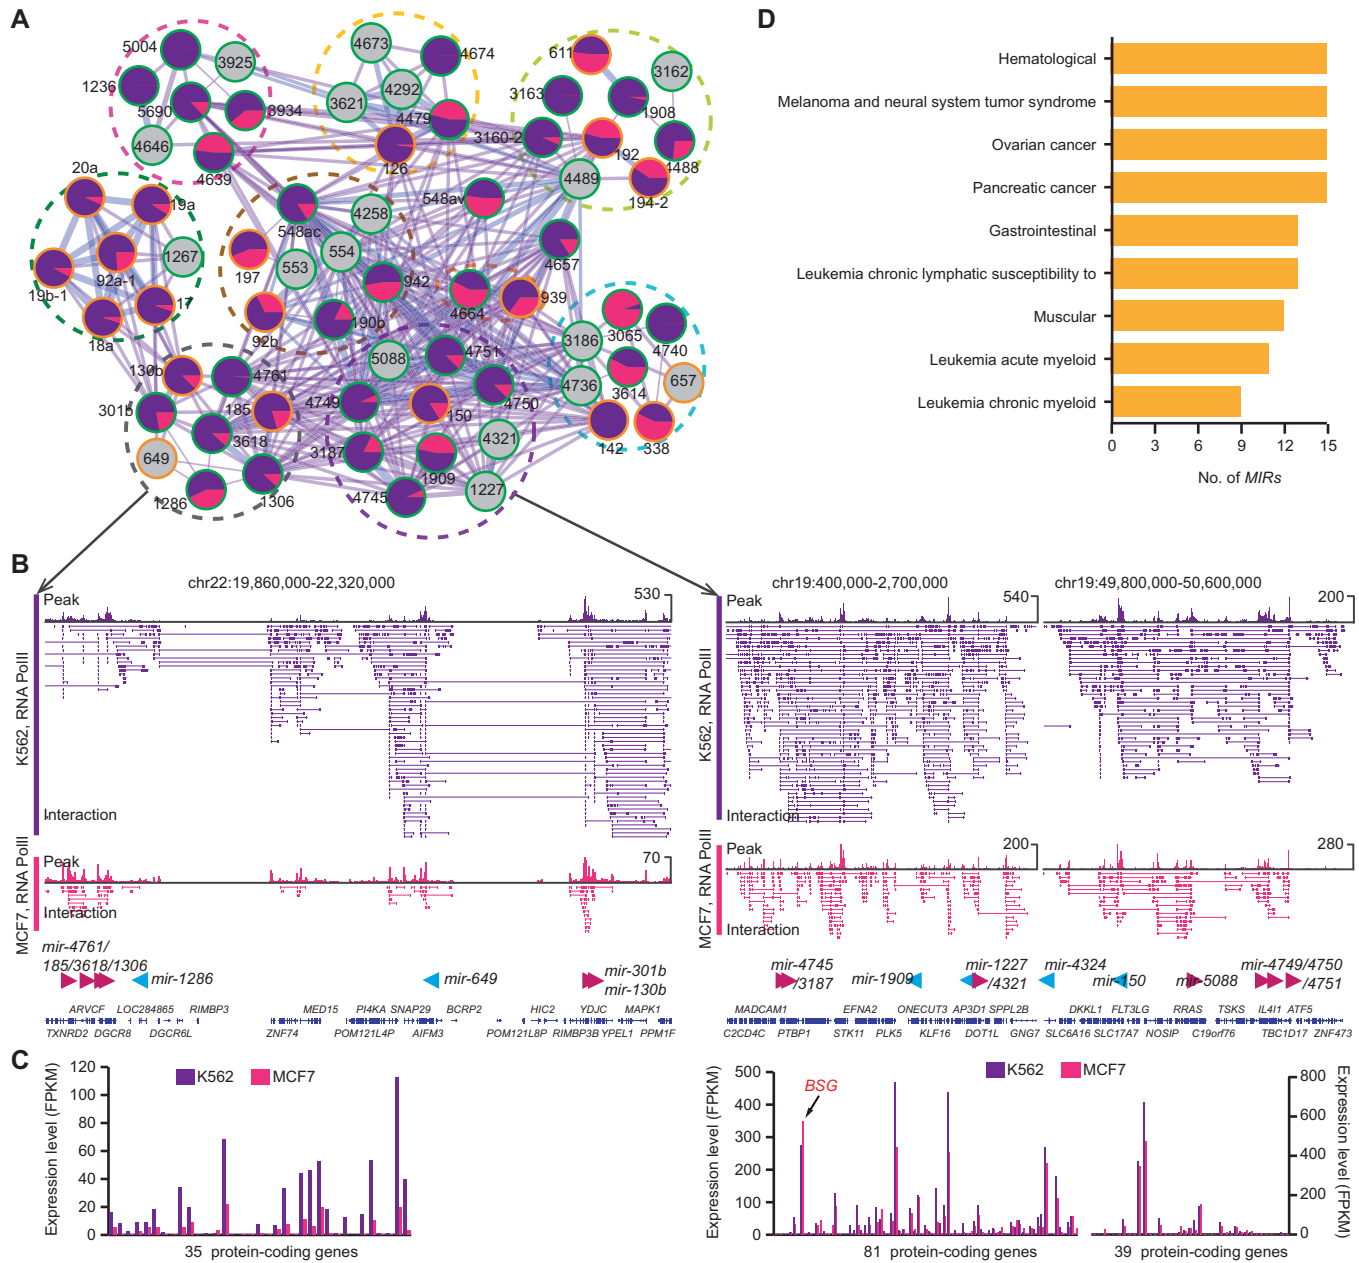 A
5004
3925
1236
5690
3934
4646
4639
4673
4674
4292
3621
4479
126
611
3162
3163
1908
3160-2
192
4488
4489
194-2
20a
19a
1267
92a-1
19b-1
17
18a
548ac
4258
554
553
197
942
190b
92b
548av
4657
4664
939
3065
4740
3186
3614
657
4736
142
338
130b
4761
301b
185
3618
649
1286
1306
5088
4751
4749
4750
150
4321
3187
1909
4745
1227
D
Hematological
Melanoma and neural system tumor syndrome
Ovarian cancer
Pancreatic cancer
Gastrointestinal
Leukemia chronic lymphatic susceptibility to
Muscular
Leukemia acute myeloid
Leukemia chronic myeloid
0 3 6 9 12 15
No. of MIRs
B
chr22:19,860,000-22,320,000
Peak
530
K562, RNA PolII
Interaction
Peak
70
MCF7, RNA PolII
Interaction
mir-4761/
185/3618/1306
mir-1286
mir-649
mir-301b
mir-130b
ARVCF LOC284865 RIMBP3 MED15 PI4KA SNAP29 BCRP2 HIC2 YDJC MAPK1
TXNRD2 DGCR8 DGCR6L ZNF74 POM121L4P AIFM3 POM121L8P RIMBP3B YPEL1 PPM1F
chr19:400,000-2,700,000
chr19:49,800,000-50,600,000
Peak
540
200
K562, RNA PolII
Interaction
Peak
200
280
MCF7, RNA PolII
Interaction
mir-4745
/3187
mir-1909
mir-1227
/4321
mir-4324
mir-150
mir-5088
mir-4749/4750
/4751
MADCAM1 EFNA2 ONECUT3 AP3D1 SPPL2B DKKL1 FLT3LG RRAS TSKS IL4I1 ATF5
C2CD4C PTBP1 STK11 PLK5 KLF16 DOT1L GNG7 SLC6A16 SLC17A7 NOSIP C19orf76 TBC1D17 ZNF473
C
Expression level (FPKM)
120
100
80
60
40
20
0
K562 MCF7
35 protein-coding genes
Expression level (FPKM)
500
400
300
200
100
0
BSG
K562 MCF7
81 protein-coding genes
39 protein-coding genes
800
600
400
200
0
Expression level (FPKM)